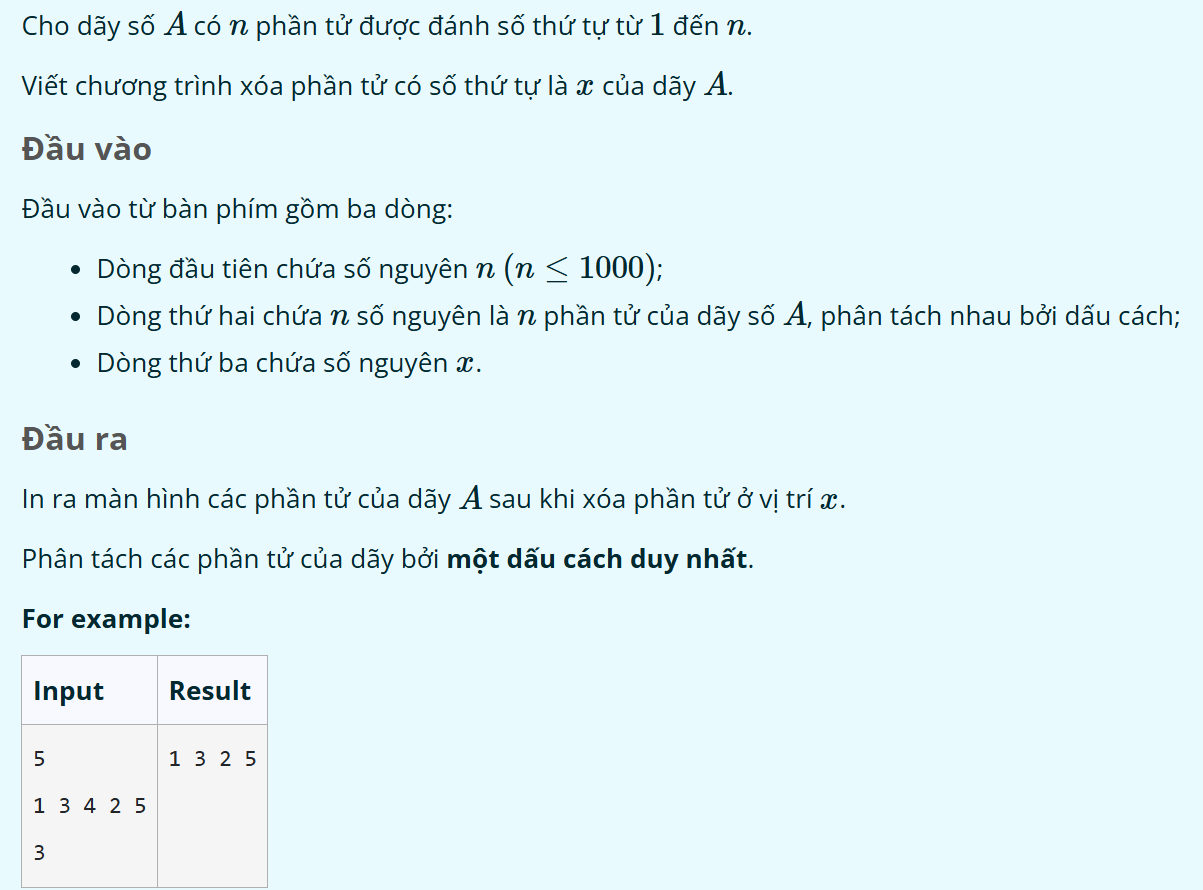 Cho dãy số A có n phần tử được đánh số thứ tự từ 1 đến n.
Viết chương trình xóa phần tử có số thứ tự là x của dãy A.
Đầu vào
Đầu vào từ bàn phím gồm ba dòng:
• Dòng đầu tiên chứa số nguyên n (n ≤ 1000);
• Dòng thứ hai chứa n số nguyên là n phần tử của dãy số A, phân tách nhau bởi dấu cách;
• Dòng thứ ba chứa số nguyên x.
Đầu ra
In ra màn hình các phần tử của dãy A sau khi xóa phần tử ở vị trí x.
Phân tách các phần tử của dãy bởi một dấu cách duy nhất.
For example:
Input Result
5 1 3 2 5
1 3 4 2 5
3